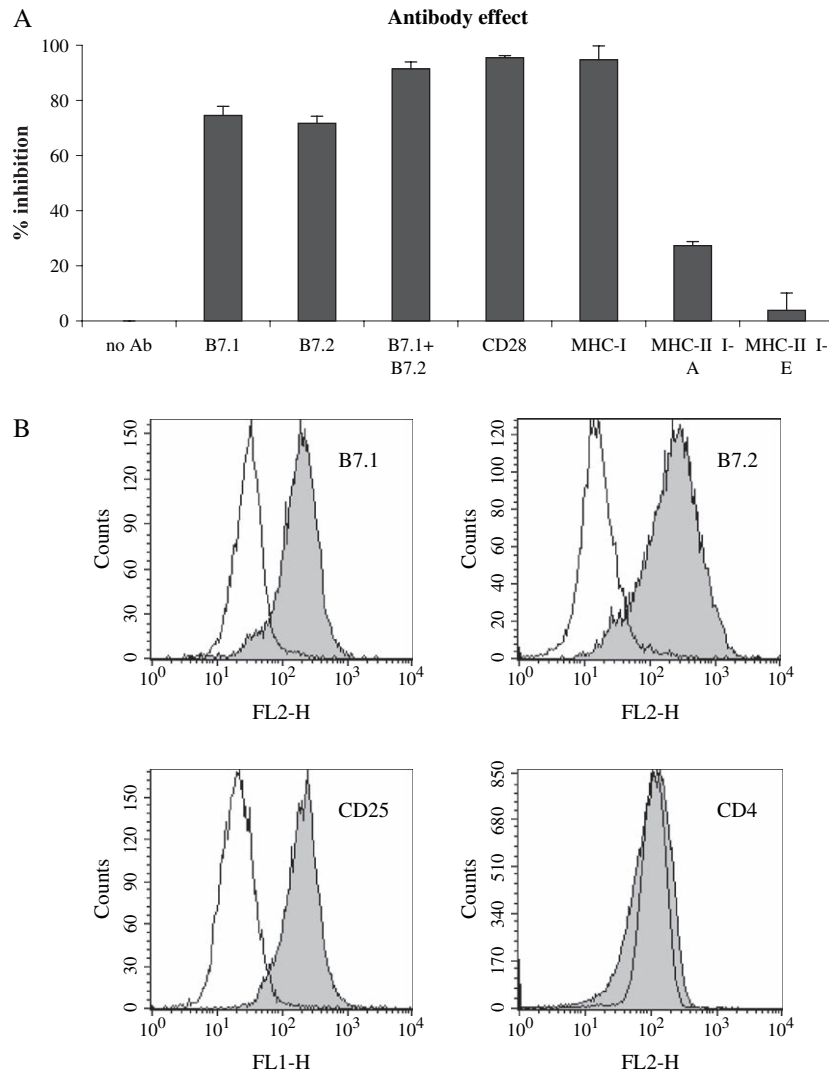 A
Antibody effect
% inhibition
100
80
60
40
20
0
no Ab
B7.1
B7.2
B7.1+
B7.2
CD28
MHC-I
MHC-II I-
A
MHC-II I-
E
B
B7.1
Counts
150
120
90
60
30
0
10^0 10^1 10^2 10^3 10^4
FL2-H
B7.2
Counts
120
100
80
60
40
20
0
10^0 10^1 10^2 10^3 10^4
FL2-H
CD25
Counts
150
120
90
60
30
0
10^0 10^1 10^2 10^3 10^4
FL1-H
CD4
Counts
850
680
510
340
170
0
10^0 10^1 10^2 10^3 10^4
FL2-H